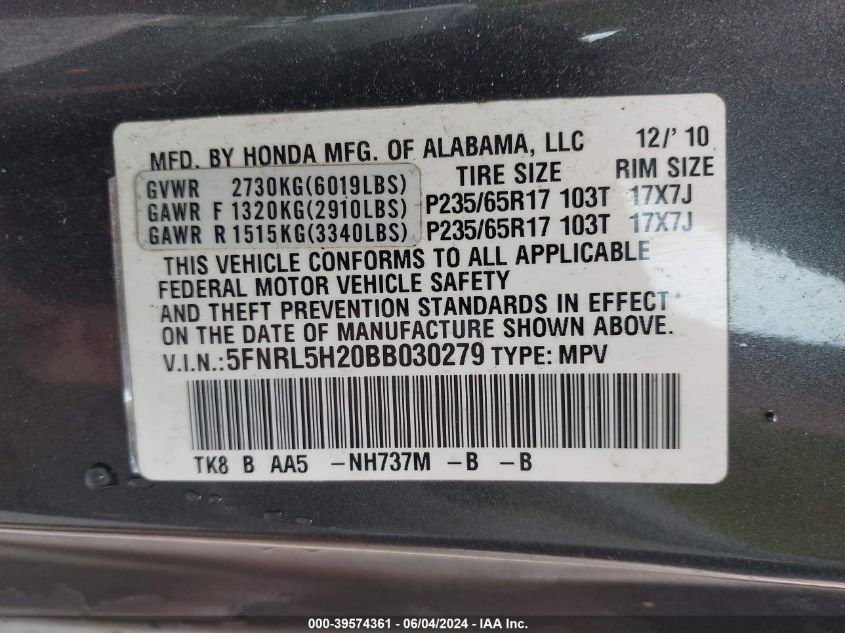 MFD. BY HONDA MFG. OF ALABAMA, LLC 12/'10
TIRE SIZE RIM SIZE
GVWR 2730KG(6019LBS)
GAWR F 1320KG(2910LBS) P235/65R17 103T 17X7J
GAWR R 1515KG(3340LBS) P235/65R17 103T 17X7J
THIS VEHICLE CONFORMS TO ALL APPLICABLE
FEDERAL MOTOR VEHICLE SAFETY
AND THEFT PREVENTION STANDARDS IN EFFECT
ON THE DATE OF MANUFACTURE SHOWN ABOVE.
V.I.N.:5FNRL5H20BB030279 TYPE: MPV
TK8 B AA5 -NH737M -B -B
000-39574361 - 06/04/2024 - IAA Inc.